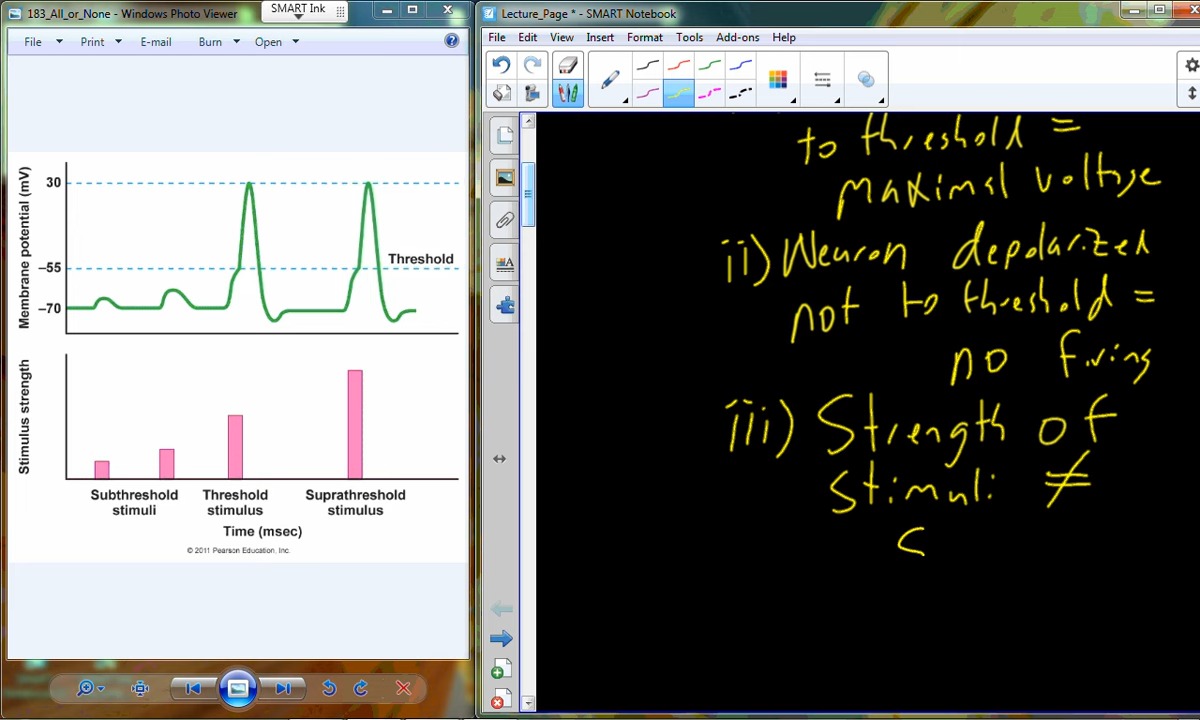 183_All_or_None - Windows Photo Viewer
SMART Ink
File Print E-mail Burn Open
30
-55
-70
Membrane potential (mV)
Threshold
Stimulus strength
Subthreshold stimuli
Threshold stimulus
Suprathreshold stimulus
Time (msec)
© 2011 Pearson Education, Inc.
Lecture_Page * - SMART Notebook
File Edit View Insert Format Tools Add-ons Help
to threshold =
maximal voltage
ii) Neuron depolarized
not to threshold =
no firing
iii) Strength of
Stimuli ≠